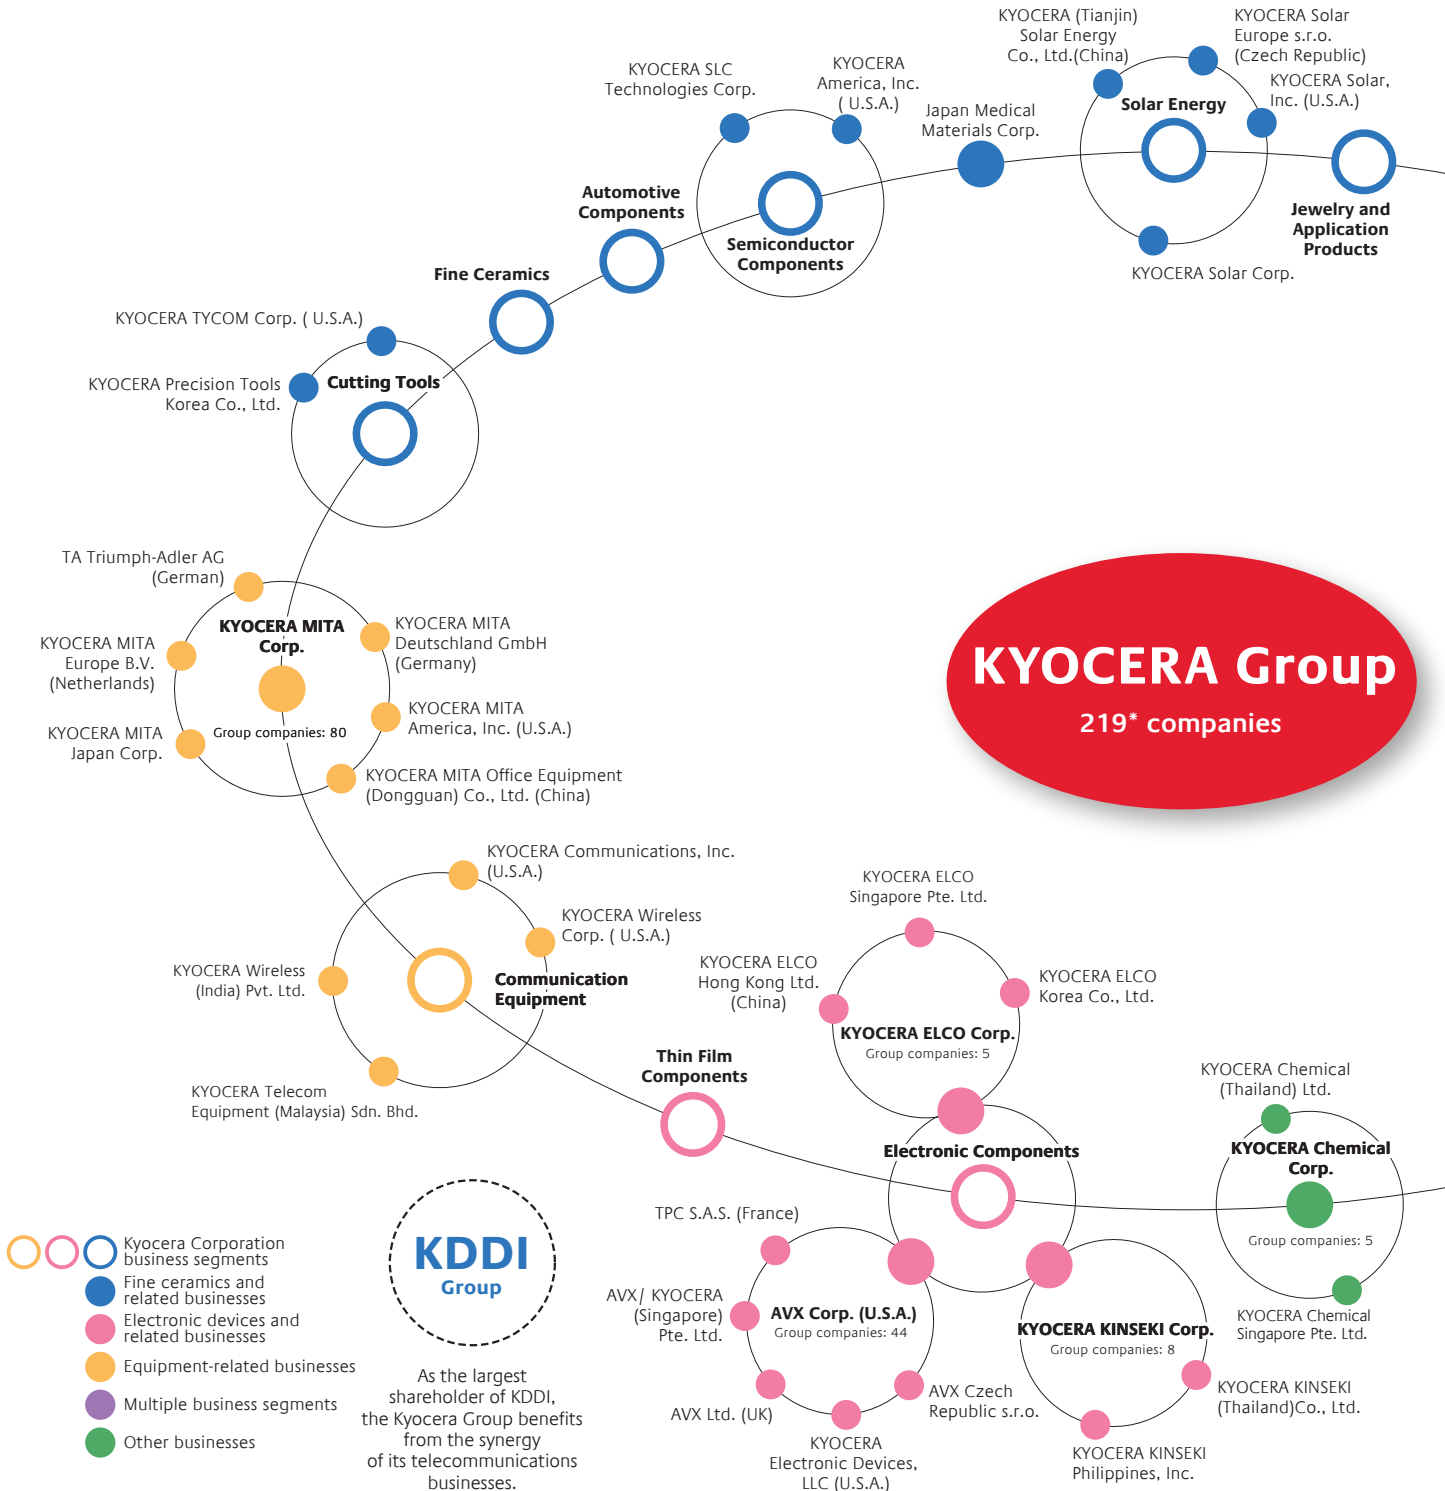 KYOCERA (Tianjin)
Solar Energy
Co., Ltd.(China)
KYOCERA Solar
Europe s.r.o.
(Czech Republic)
KYOCERA Solar,
Inc. (U.S.A.)
Solar Energy
KYOCERA Solar Corp.
Jewelry and
Application
Products
Japan Medical
Materials Corp.
KYOCERA SLC
Technologies Corp.
KYOCERA
America, Inc.
( U.S.A.)
Semiconductor
Components
Automotive
Components
Fine Ceramics
KYOCERA TYCOM Corp. ( U.S.A.)
KYOCERA Precision Tools
Korea Co., Ltd.
Cutting Tools
TA Triumph-Adler AG
(German)
KYOCERA MITA
Europe B.V.
(Netherlands)
KYOCERA MITA
Japan Corp.
KYOCERA MITA
Corp.
Group companies: 80
KYOCERA MITA
Deutschland GmbH
(Germany)
KYOCERA MITA
America, Inc. (U.S.A.)
KYOCERA MITA Office Equipment
(Dongguan) Co., Ltd. (China)
KYOCERA Group
219* companies
KYOCERA Communications, Inc.
(U.S.A.)
KYOCERA Wireless
Corp. ( U.S.A.)
KYOCERA Wireless
(India) Pvt. Ltd.
Communication
Equipment
KYOCERA Telecom
Equipment (Malaysia) Sdn. Bhd.
Thin Film
Components
KYOCERA ELCO
Singapore Pte. Ltd.
KYOCERA ELCO
Hong Kong Ltd.
(China)
KYOCERA ELCO
Korea Co., Ltd.
KYOCERA ELCO Corp.
Group companies: 5
Electronic Components
KYOCERA Chemical
(Thailand) Ltd.
KYOCERA Chemical
Corp.
Group companies: 5
KYOCERA Chemical
Singapore Pte. Ltd.
TPC S.A.S. (France)
AVX/ KYOCERA
(Singapore)
Pte. Ltd.
AVX Corp. (U.S.A.)
Group companies: 44
AVX Ltd. (UK)
KYOCERA
Electronic Devices,
LLC (U.S.A.)
AVX Czech
Republic s.r.o.
KYOCERA KINSEKI Corp.
Group companies: 8
KYOCERA KINSEKI
(Thailand)Co., Ltd.
KYOCERA KINSEKI
Philippines, Inc.
Kyocera Corporation
business segments
Fine ceramics and
related businesses
Electronic devices and
related businesses
Equipment-related businesses
Multiple business segments
Other businesses
KDDI
Group
As the largest
shareholder of KDDI,
the Kyocera Group benefits
from the synergy
of its telecommunications
businesses.